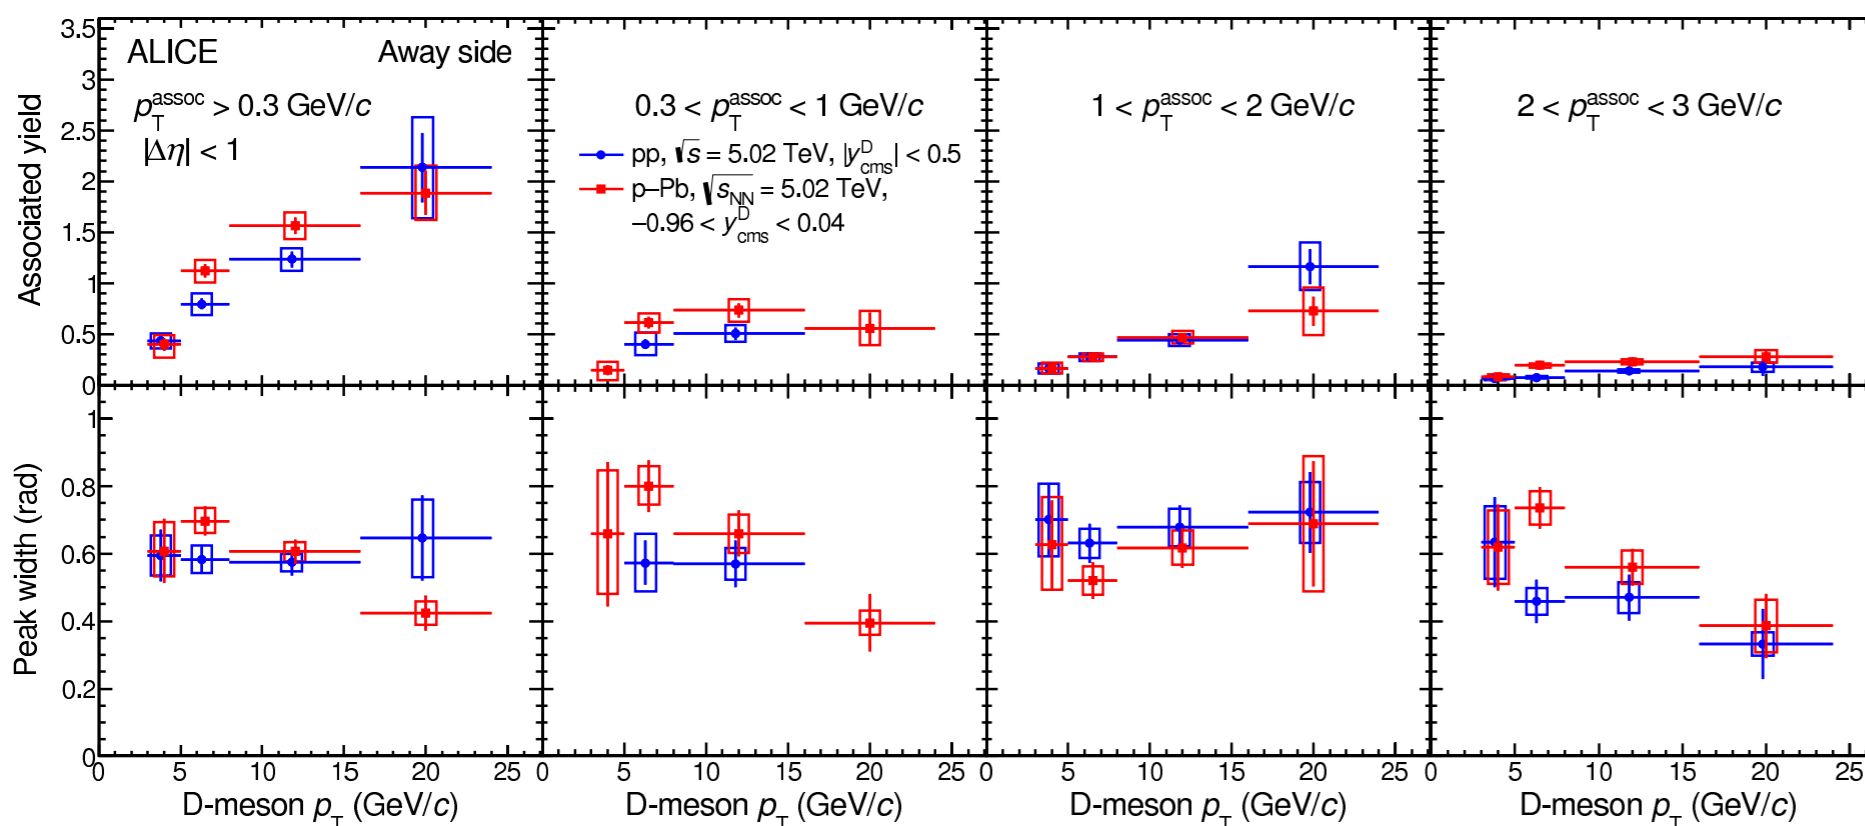 ALICE Away side
p_T^assoc > 0.3 GeV/c
|Δη| < 1
0.3 < p_T^assoc < 1 GeV/c
pp, √s = 5.02 TeV, |y_cms^D| < 0.5
p−Pb, √s_NN = 5.02 TeV,
−0.96 < y_cms^D < 0.04
1 < p_T^assoc < 2 GeV/c
2 < p_T^assoc < 3 GeV/c
Associated yield
3.5
3
2.5
2
1.5
1
0.5
0
Peak width (rad)
1
0.8
0.6
0.4
0.2
0
0 5 10 15 20 25
0 5 10 15 20 25
0 5 10 15 20 25
0 5 10 15 20 25
D-meson p_T (GeV/c)
D-meson p_T (GeV/c)
D-meson p_T (GeV/c)
D-meson p_T (GeV/c)